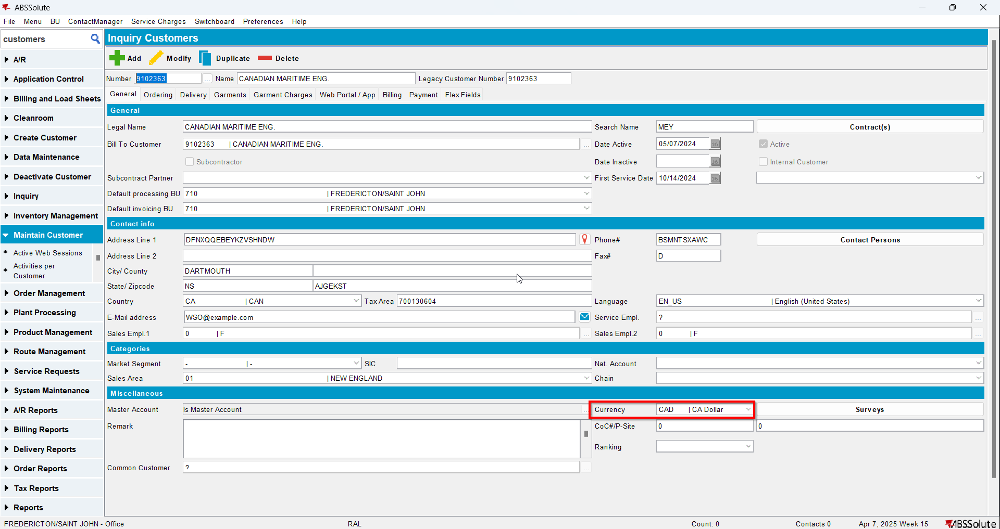 ABSSolute
File Menu BU ContactManager Service Charges Switchboard Preferences Help
customers
Inquiry Customers
Add Modify Duplicate Delete
Number 9102363 ... Name CANADIAN MARITIME ENG. Legacy Customer Number 9102363
General Ordering Delivery Garments Garment Charges Web Portal / App Billing Payment Flex Fields
A/R
Application Control
Billing and Load Sheets
Cleanroom
Create Customer
Data Maintenance
Deactivate Customer
Inquiry
Inventory Management
Maintain Customer
Active Web Sessions
Activities per
Customer
Order Management
Plant Processing
Product Management
Route Management
Service Requests
System Maintenance
A/R Reports
Billing Reports
Delivery Reports
Order Reports
Tax Reports
Reports
General
Legal Name CANADIAN MARITIME ENG. Search Name MEY Contract(s)
Bill To Customer 9102363 | CANADIAN MARITIME ENG. ... Date Active 05/07/2024 16 Active
Subcontractor Date Inactive 16 Internal Customer
Subcontract Partner First Service Date 10/14/2024 16
Default processing BU 710 | FREDERICTON/SAINT JOHN
Default invoicing BU 710 | FREDERICTON/SAINT JOHN
Contact info
Address Line 1 DFNXQQEBEYKZVSHNDW Phone# BSMNTSXAWC Contact Persons
Address Line 2 Fax# D
City/ County DARTMOUTH
State/ Zipcode NS AJGEKST
Country CA | CAN Tax Area 700130604 Language EN_US | English (United States)
E-Mail address WSO@example.com Service Empl. ? ...
Sales Empl.1 0 | F ... Sales Empl.2 0 | F ...
Categories
Market Segment - | - SIC Nat. Account
Sales Area 01 | NEW ENGLAND Chain
Miscellaneous
Master Account Is Master Account ... Currency CAD | CA Dollar Surveys
Remark CoC#/P-Site 0 0
Ranking
Common Customer ? ...
FREDERICTON/SAINT JOHN - Office RAL Count: 0 Contacts 0 Apr 7, 2025 Week 15 ABSSolute